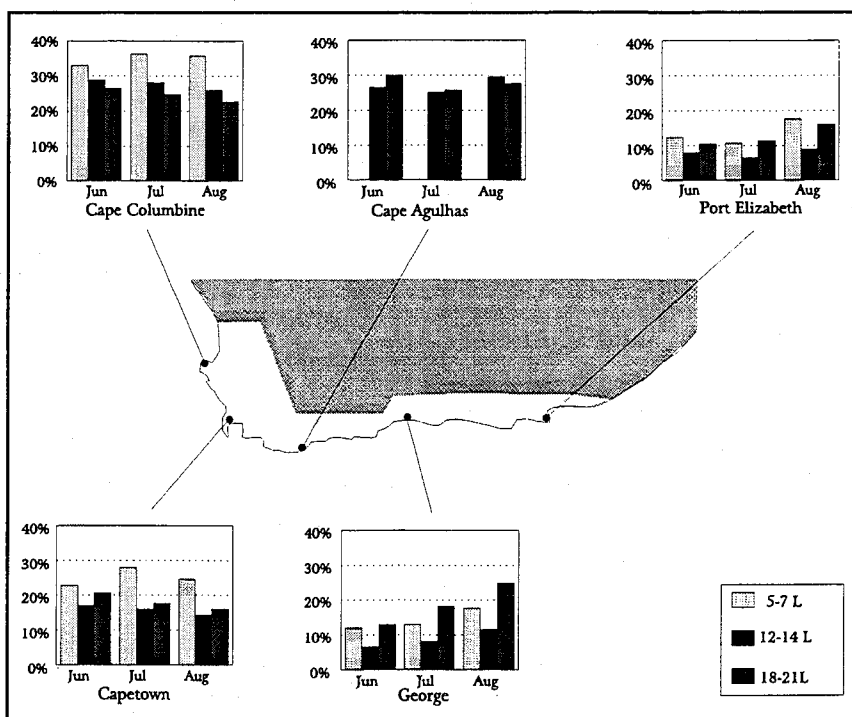 40%
30%
20%
10%
0%
Jun Jul Aug
Cape Columbine
40%
30%
20%
10%
0%
Jun Jul Aug
Cape Agulhas
40%
30%
20%
10%
0%
Jun Jul Aug
Port Elizabeth
40%
30%
20%
10%
0%
Jun Jul Aug
Capetown
40%
30%
20%
10%
0%
Jun Jul Aug
George
5-7 L
12-14 L
18-21L